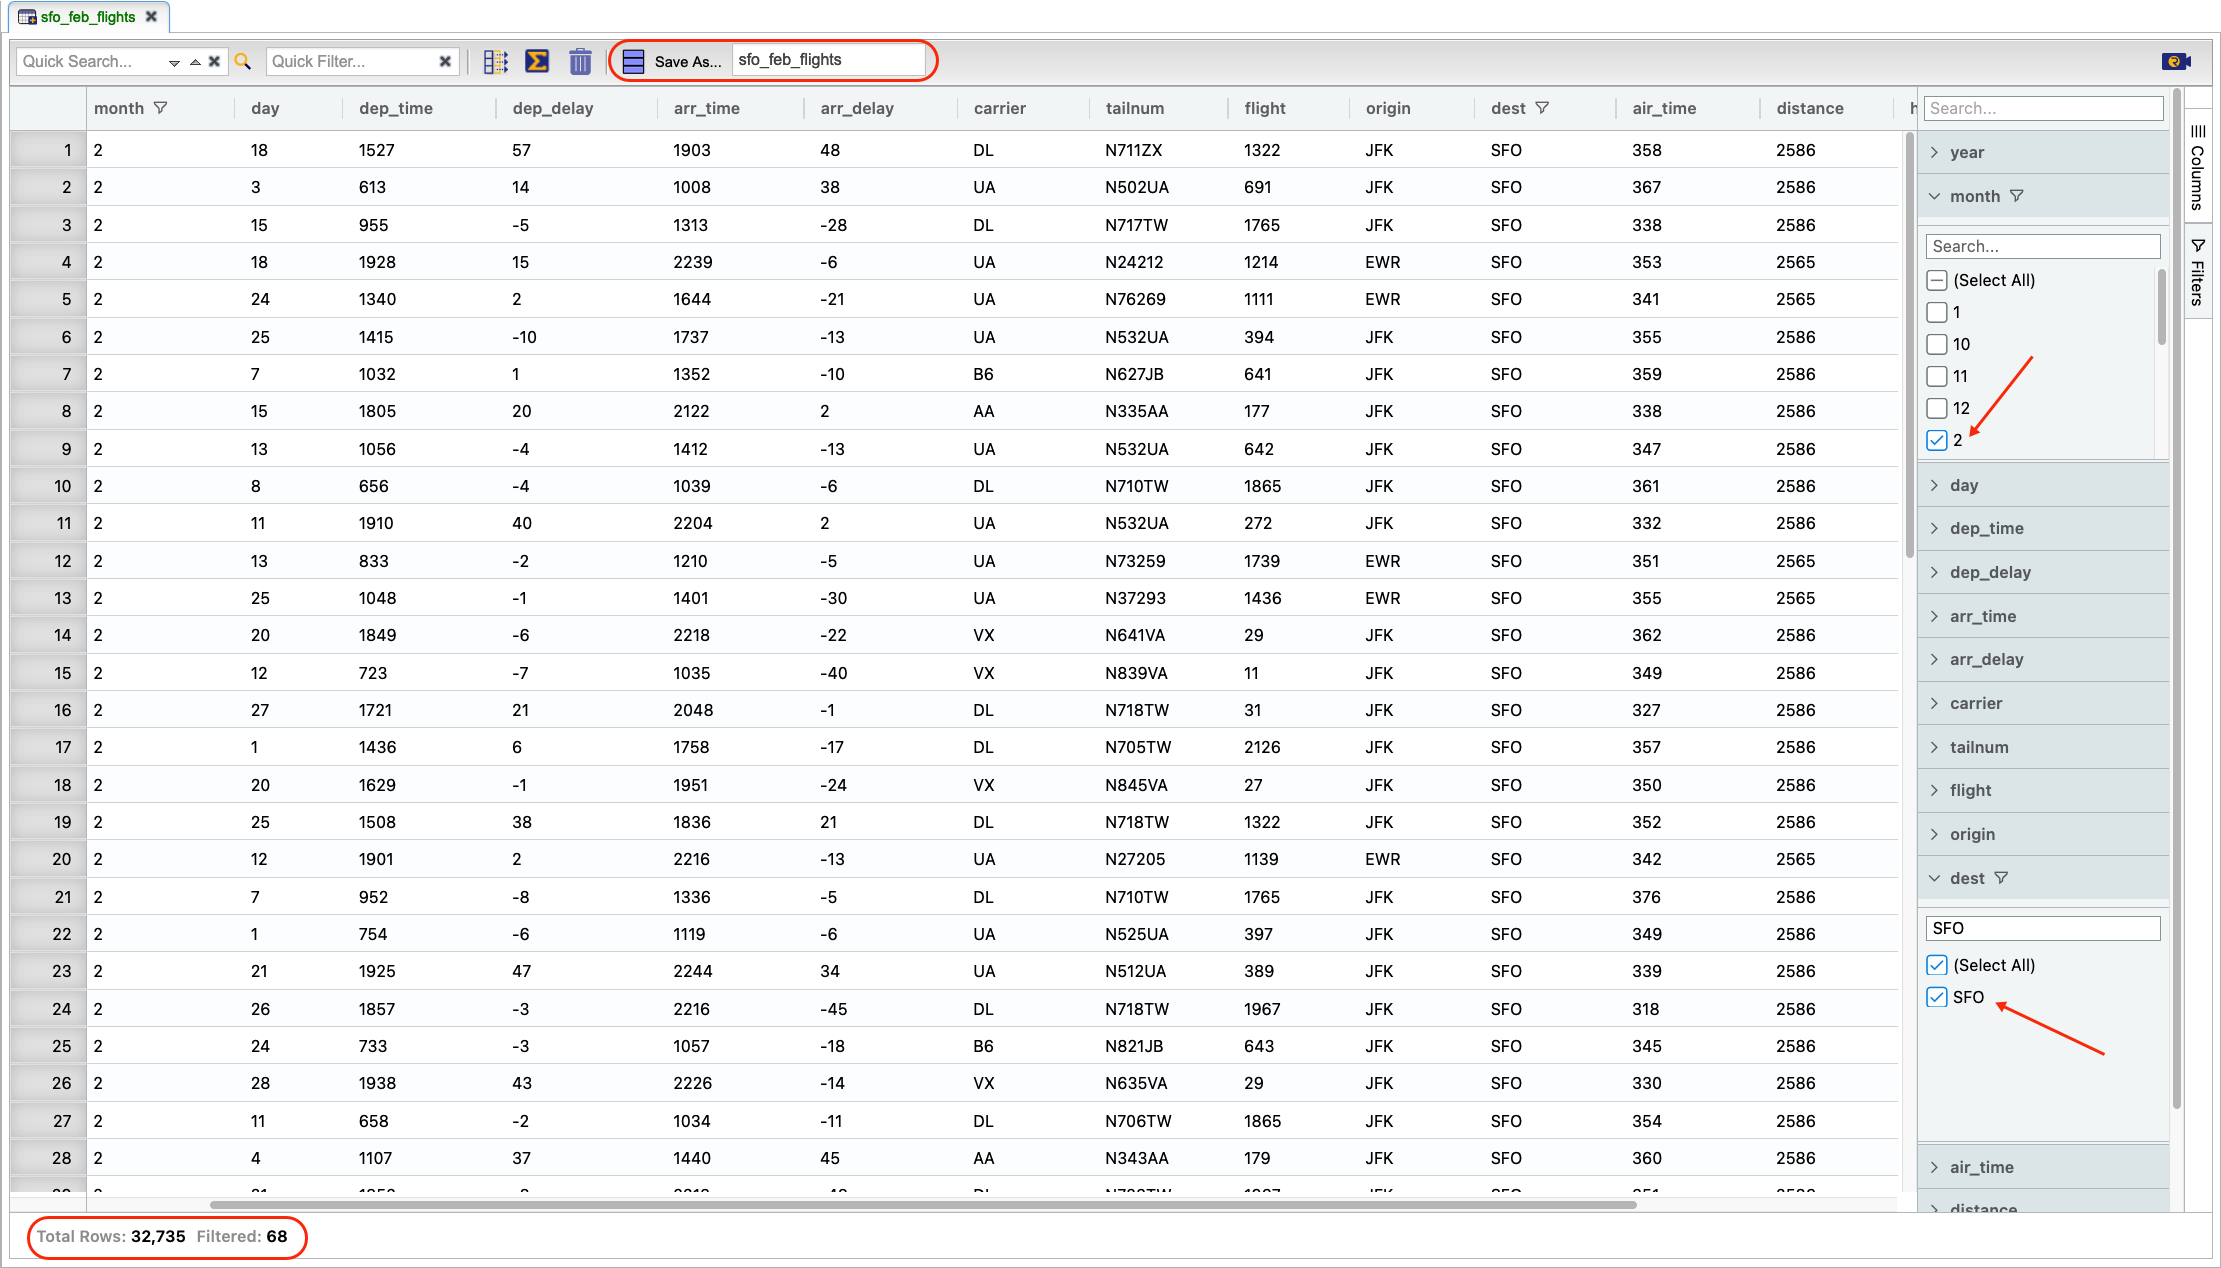 sfo_feb_flights
Quick Search... Quick Filter... Save As... sfo_feb_flights
month day dep_time dep_delay arr_time arr_delay carrier tailnum flight origin dest air_time distance
1 2 18 1527 57 1903 48 DL N711ZX 1322 JFK SFO 358 2586
2 2 3 613 14 1008 38 UA N502UA 691 JFK SFO 367 2586
3 2 15 955 -5 1313 -28 DL N717TW 1765 JFK SFO 338 2586
4 2 18 1928 15 2239 -6 UA N24212 1214 EWR SFO 353 2565
5 2 24 1340 2 1644 -21 UA N76269 1111 EWR SFO 341 2565
6 2 25 1415 -10 1737 -13 UA N532UA 394 JFK SFO 355 2586
7 2 7 1032 1 1352 -10 B6 N627JB 641 JFK SFO 359 2586
8 2 15 1805 20 2122 2 AA N335AA 177 JFK SFO 338 2586
9 2 13 1056 -4 1412 -13 UA N532UA 642 JFK SFO 347 2586
10 2 8 656 -4 1039 -6 DL N710TW 1865 JFK SFO 361 2586
11 2 11 1910 40 2204 2 UA N532UA 272 JFK SFO 332 2586
12 2 13 833 -2 1210 -5 UA N73259 1739 EWR SFO 351 2565
13 2 25 1048 -1 1401 -30 UA N37293 1436 EWR SFO 355 2565
14 2 20 1849 -6 2218 -22 VX N641VA 29 JFK SFO 362 2586
15 2 12 723 -7 1035 -40 VX N839VA 11 JFK SFO 349 2586
16 2 27 1721 21 2048 -1 DL N718TW 31 JFK SFO 327 2586
17 2 1 1436 6 1758 -17 DL N705TW 2126 JFK SFO 357 2586
18 2 20 1629 -1 1951 -24 VX N845VA 27 JFK SFO 350 2586
19 2 25 1508 38 1836 21 DL N718TW 1322 JFK SFO 352 2586
20 2 12 1901 2 2216 -13 UA N27205 1139 EWR SFO 342 2565
21 2 7 952 -8 1336 -5 DL N710TW 1765 JFK SFO 376 2586
22 2 1 754 -6 1119 -6 UA N525UA 397 JFK SFO 349 2586
23 2 21 1925 47 2244 34 UA N512UA 389 JFK SFO 339 2586
24 2 26 1857 -3 2216 -45 DL N718TW 1967 JFK SFO 318 2586
25 2 24 733 -3 1057 -18 B6 N821JB 643 JFK SFO 345 2586
26 2 28 1938 43 2226 -14 VX N635VA 29 JFK SFO 330 2586
27 2 11 658 -2 1034 -11 DL N706TW 1865 JFK SFO 354 2586
28 2 4 1107 37 1440 45 AA N343AA 179 JFK SFO 360 2586
Total Rows: 32,735 Filtered: 68
Search...
year
month
Search...
(Select All)
1
10
11
12
2
day
dep_time
dep_delay
arr_time
arr_delay
carrier
tailnum
flight
origin
dest
SFO
(Select All)
SFO
air_time
distance
Columns
Filters